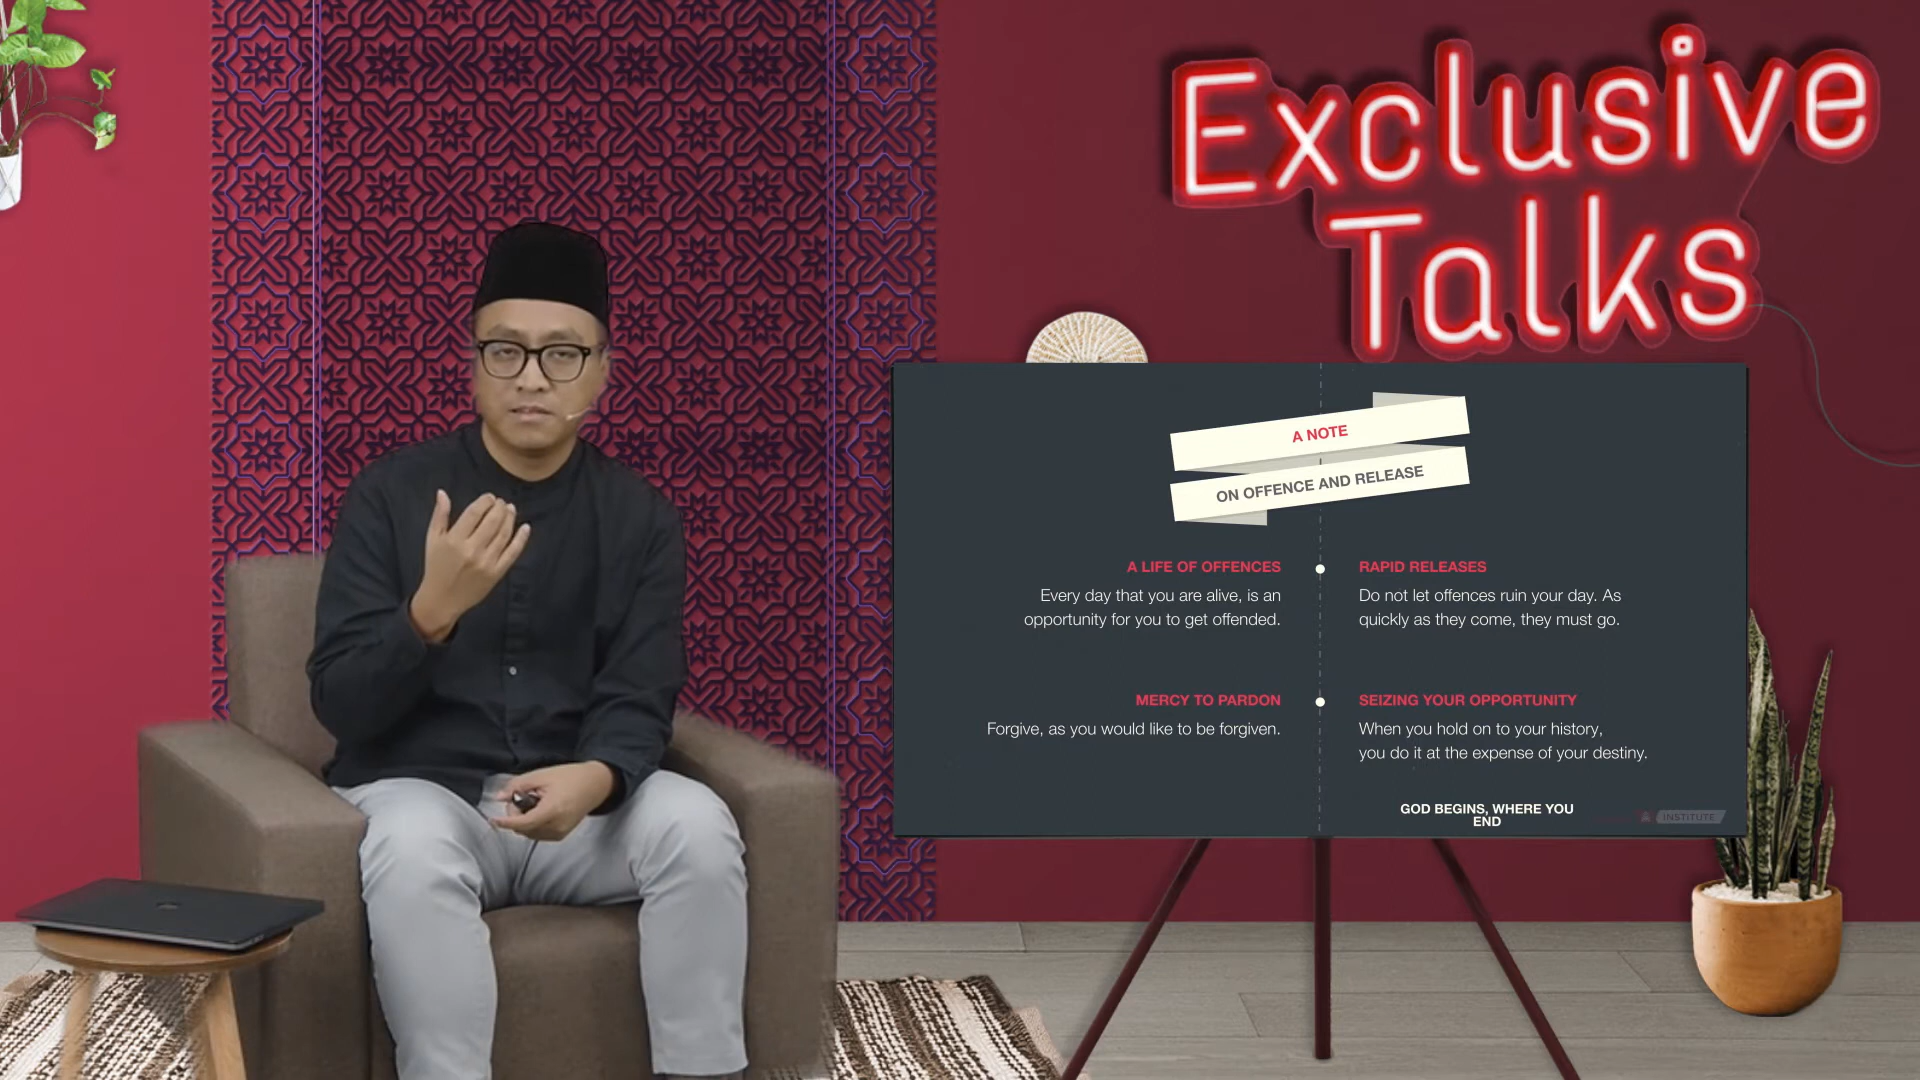 Exclusive
Talks
A NOTE
ON OFFENCE AND RELEASE
A LIFE OF OFFENCES
Every day that you are alive, is an
opportunity for you to get offended.
RAPID RELEASES
Do not let offences ruin your day. As
quickly as they come, they must go.
MERCY TO PARDON
Forgive, as you would like to be forgiven.
SEIZING YOUR OPPORTUNITY
When you hold on to your history,
you do it at the expense of your destiny.
GOD BEGINS, WHERE YOU
END
INSTITUTE